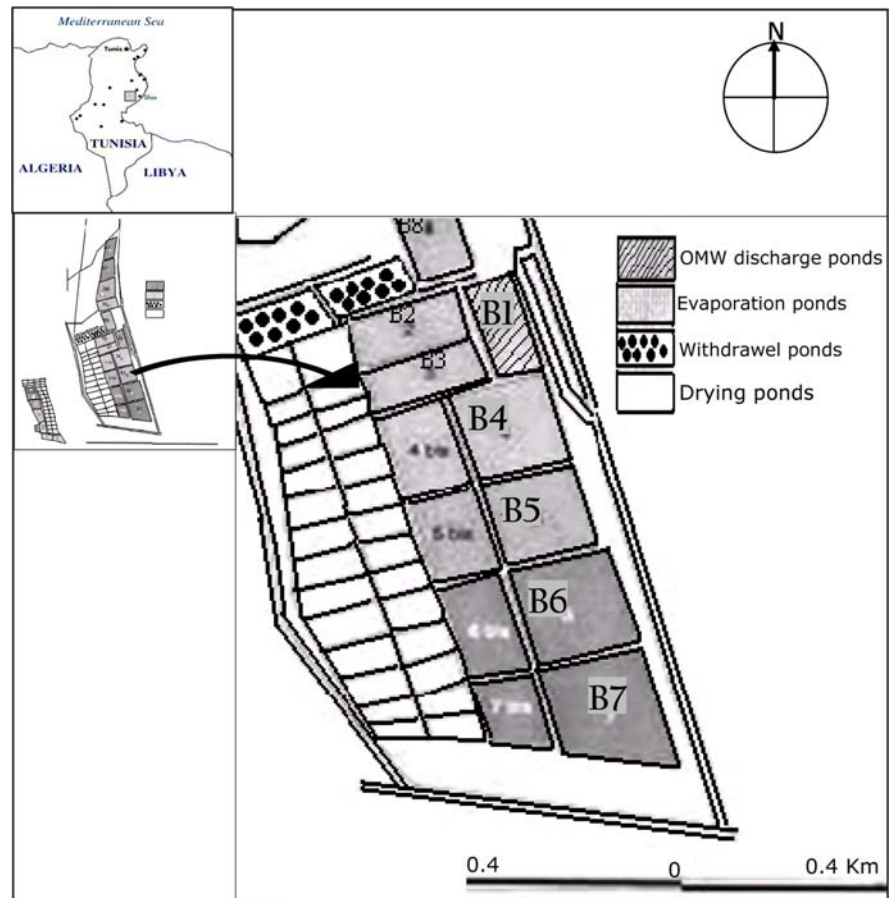 Mediterranean Sea
Tunis
Sfax
TUNISIA
ALGERIA
LIBYA
N
B8
B1
B2
B3
B4
4 bis
B5
5 bis
B6
6 bis
B7
7 bis
OMW discharge ponds
Evaporation ponds
Withdrawel ponds
Drying ponds
0.4
0
0.4 Km